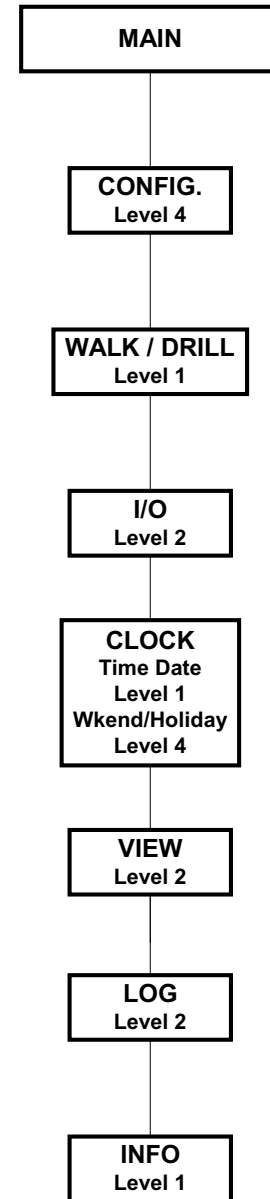 MAIN
CONFIG.
Level 4
WALK / DRILL
Level 1
I/O
Level 2
CLOCK
Time Date
Level 1
Wkend/Holiday
Level 4
VIEW
Level 2
LOG
Level 2
INFO
Level 1